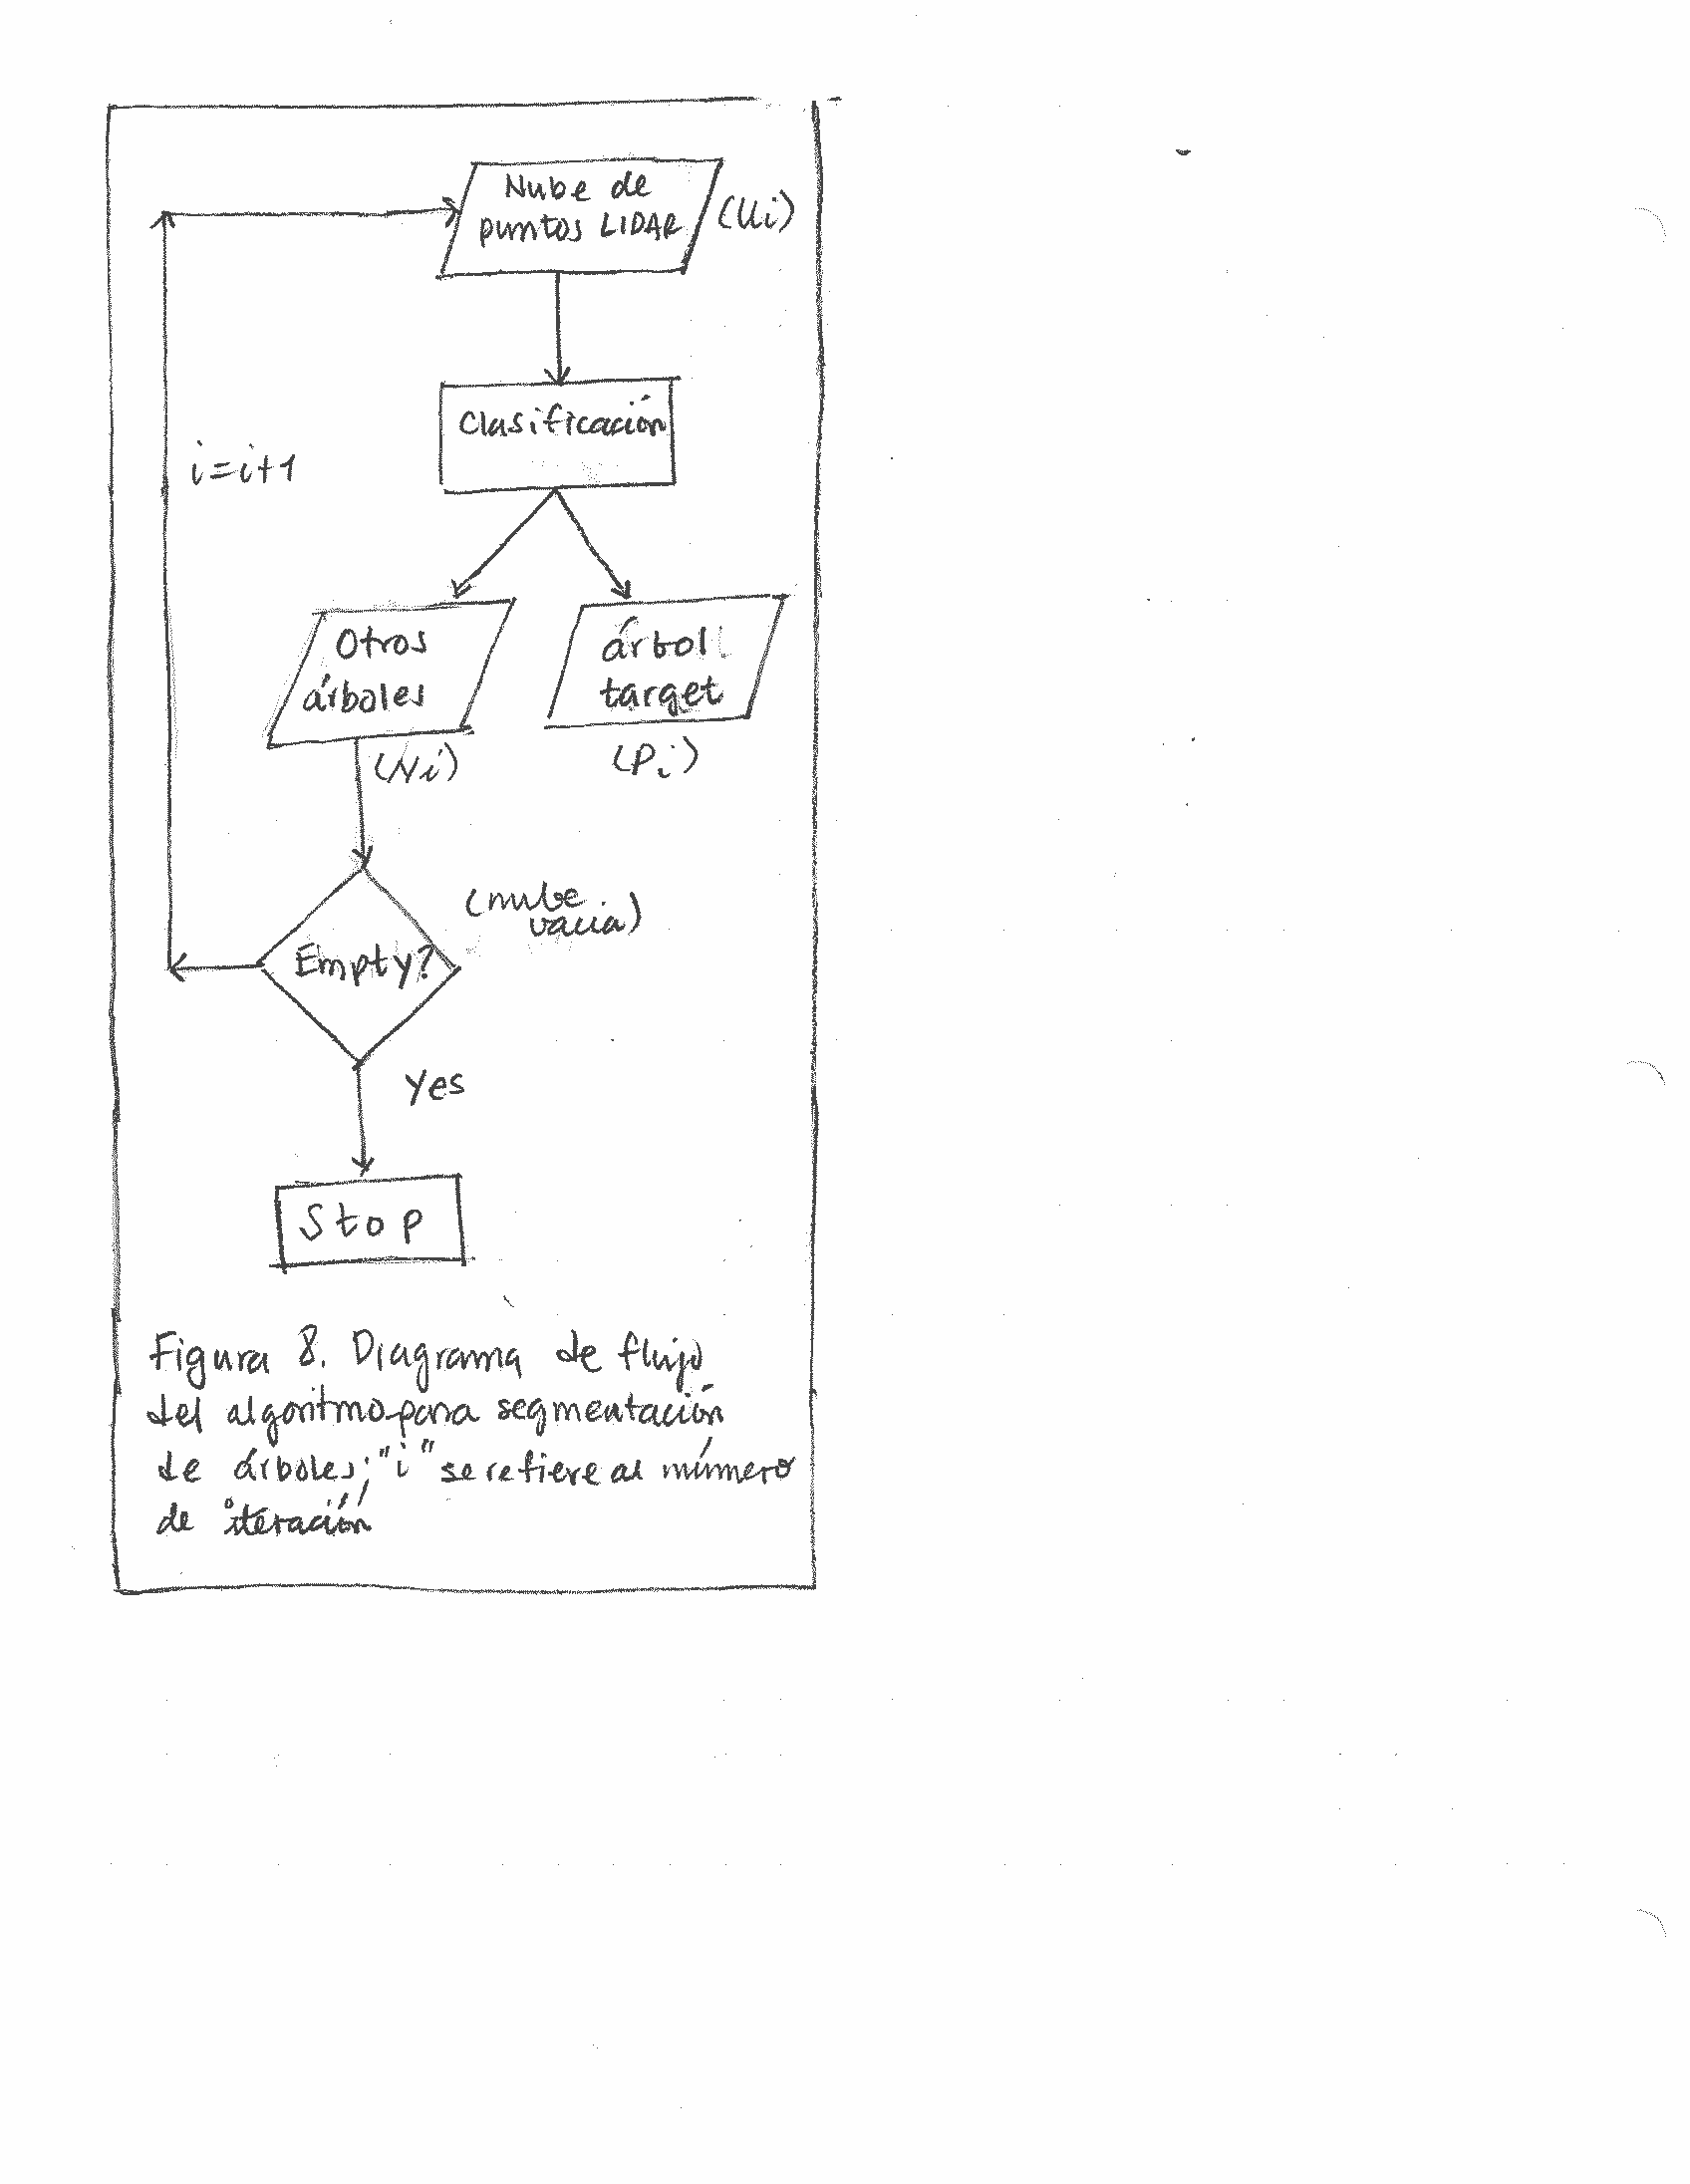 Nube de
puntos LIDAR
(Ui)
Clasificación
i=i+1
Otros
árboles
(Ni)
árbol
target
(Pi)
(nube
vacia)
Empty?
Yes
Stop
Figura 8. Diagrama de flujo
del algoritmo para segmentación
de árboles; "i" se refiere al número
de iteración